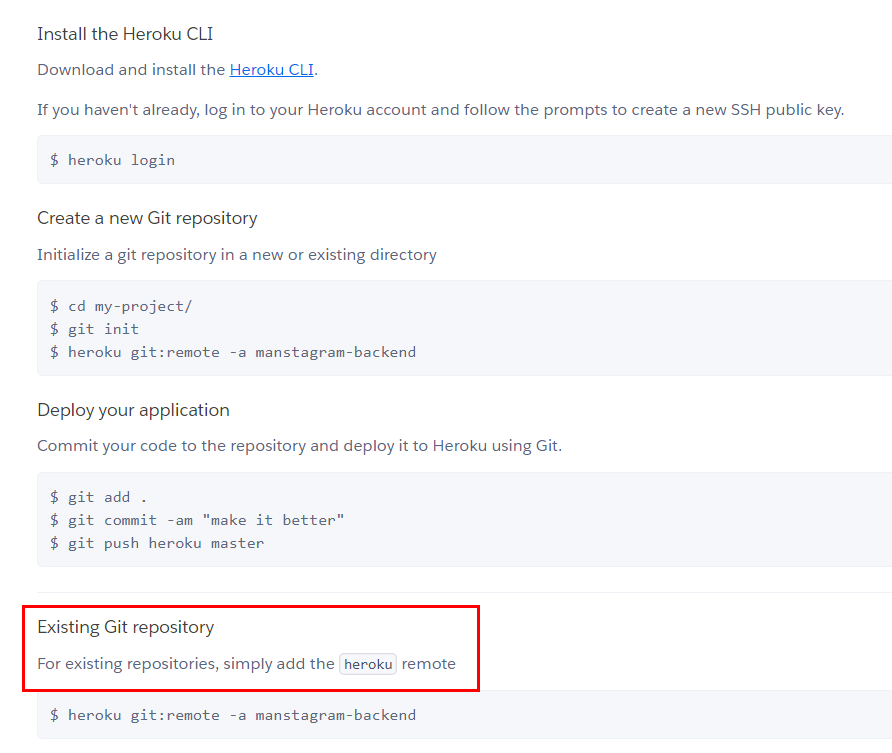 Install the Heroku CLI
Download and install the Heroku CLI.
If you haven't already, log in to your Heroku account and follow the prompts to create a new SSH public key.
$ heroku login
Create a new Git repository
Initialize a git repository in a new or existing directory
$ cd my-project/
$ git init
$ heroku git:remote -a manstagram-backend
Deploy your application
Commit your code to the repository and deploy it to Heroku using Git.
$ git add .
$ git commit -am "make it better"
$ git push heroku master
Existing Git repository
For existing repositories, simply add the heroku remote
$ heroku git:remote -a manstagram-backend